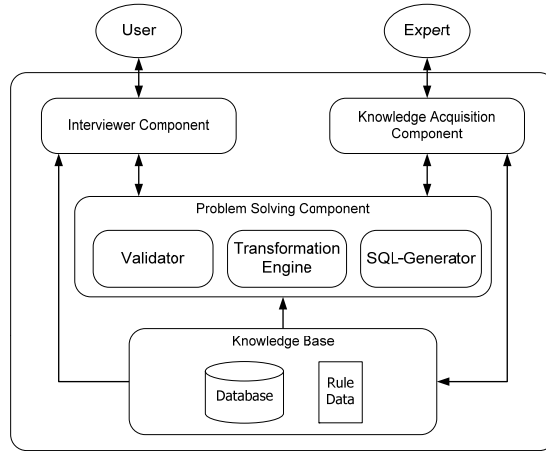 User
Expert
Interviewer Component
Knowledge Acquisition
Component
Problem Solving Component
Validator
Transformation
Engine
SQL-Generator
Knowledge Base
Database
Rule
Data